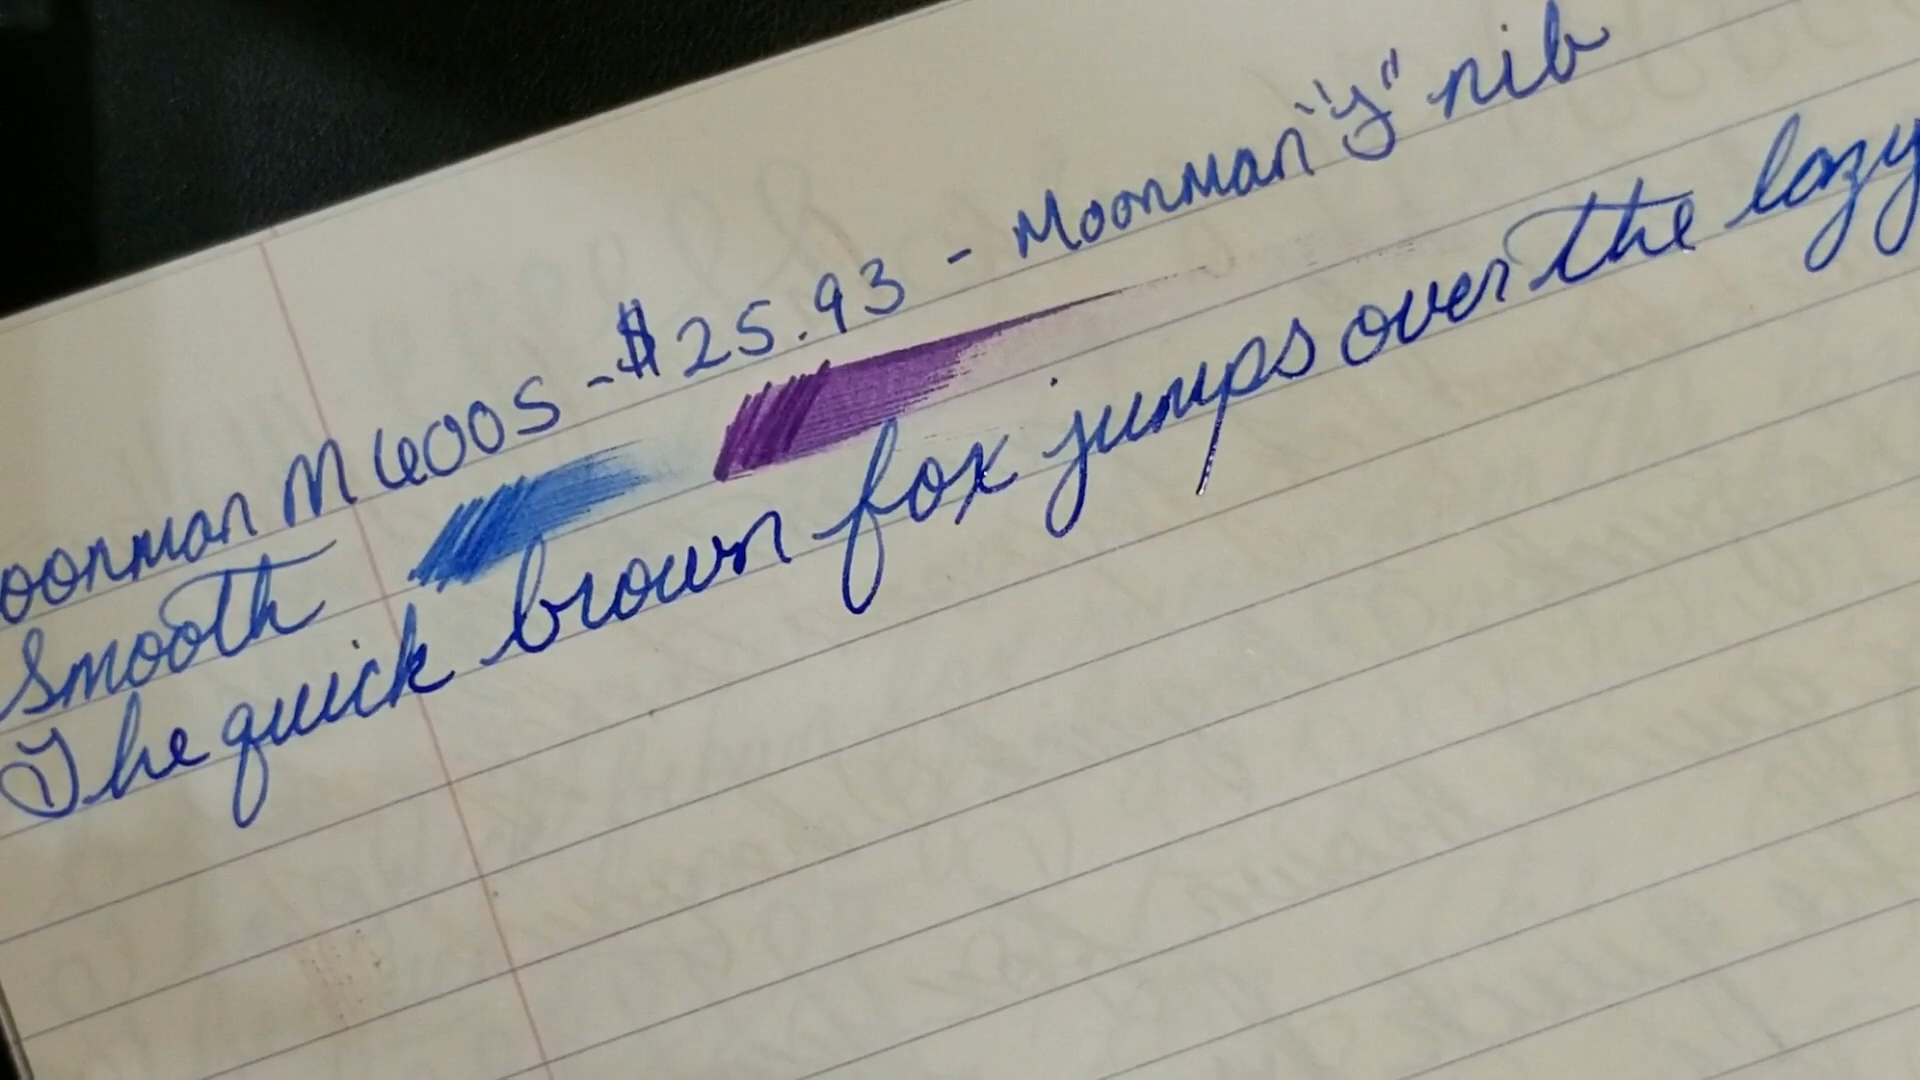 oonman M600S - $25.93 - Moonman "y" nib
Smooth
The quick brown fox jumps over the lazy